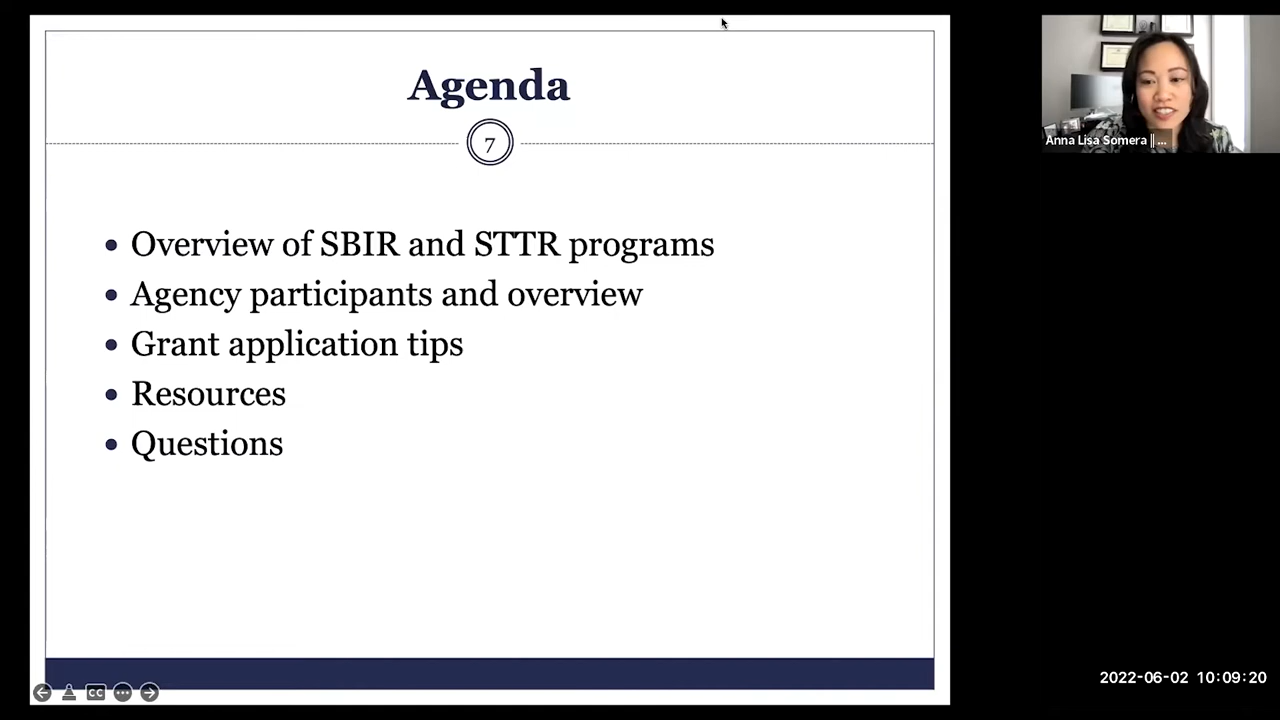 Agenda
7
• Overview of SBIR and STTR programs
• Agency participants and overview
• Grant application tips
• Resources
• Questions
Anna Lisa Somera || ...
CC
2022-06-02 10:09:20